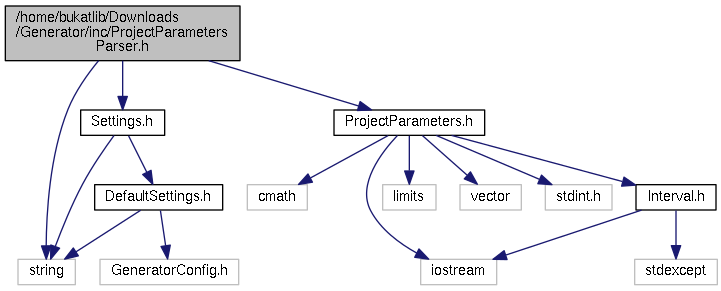 /home/bukatlib/Downloads
/Generator/inc/ProjectParameters
Parser.h
Settings.h
ProjectParameters.h
DefaultSettings.h
cmath
limits
vector
stdint.h
Interval.h
string
GeneratorConfig.h
iostream
stdexcept